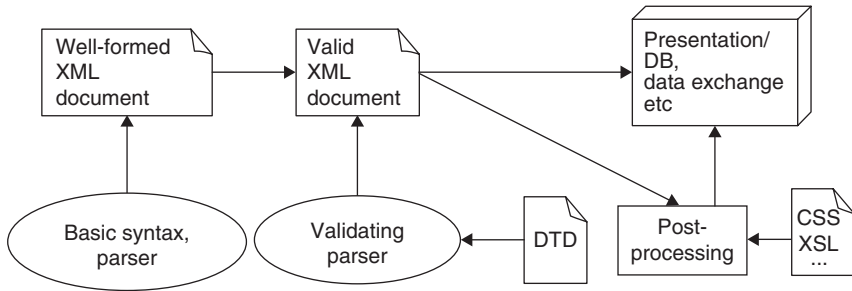 Well-formed
XML
document
Valid
XML
document
Presentation/
DB,
data exchange
etc
Basic syntax,
parser
Validating
parser
DTD
Post-
processing
CSS
XSL
...